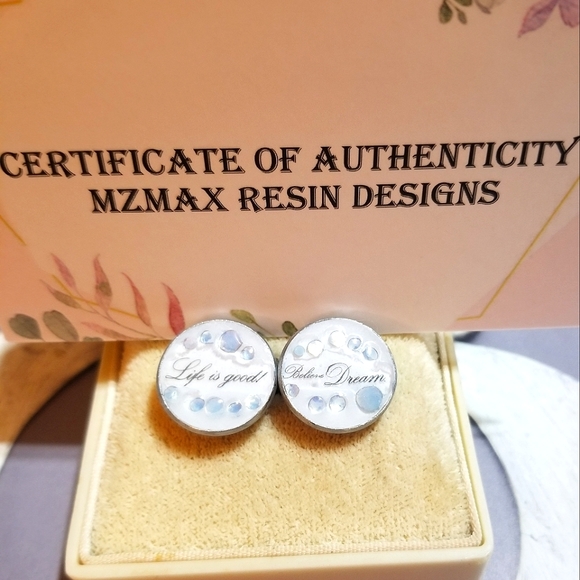 CERTIFICATE OF AUTHENTICITY
MZMAX RESIN DESIGNS
Life is good!
Believe Dream